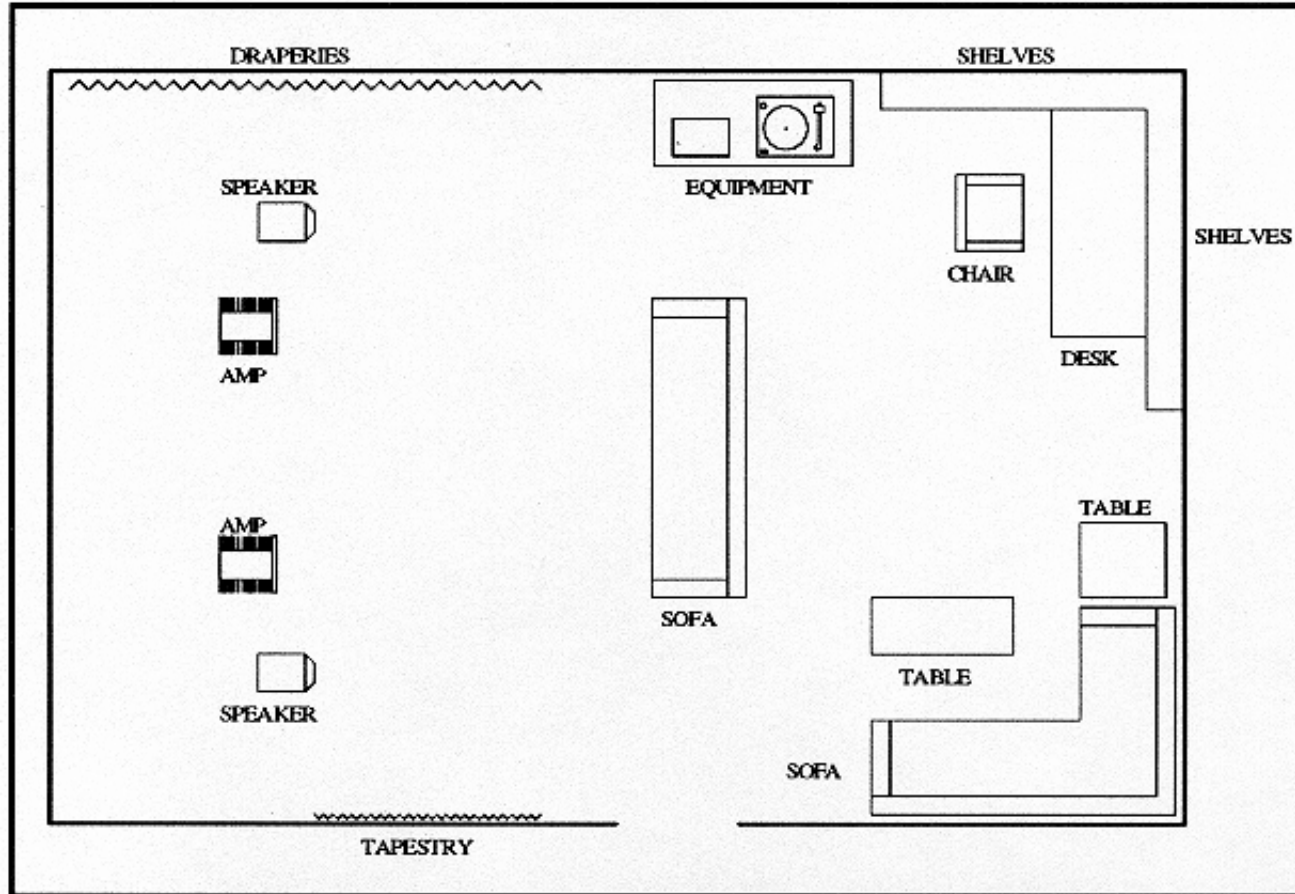 DRAPERIES
SHELVES
SPEAKER
EQUIPMENT
SHELVES
CHAIR
AMP
DESK
AMP
TABLE
SOFA
TABLE
SPEAKER
SOFA
TAPESTRY